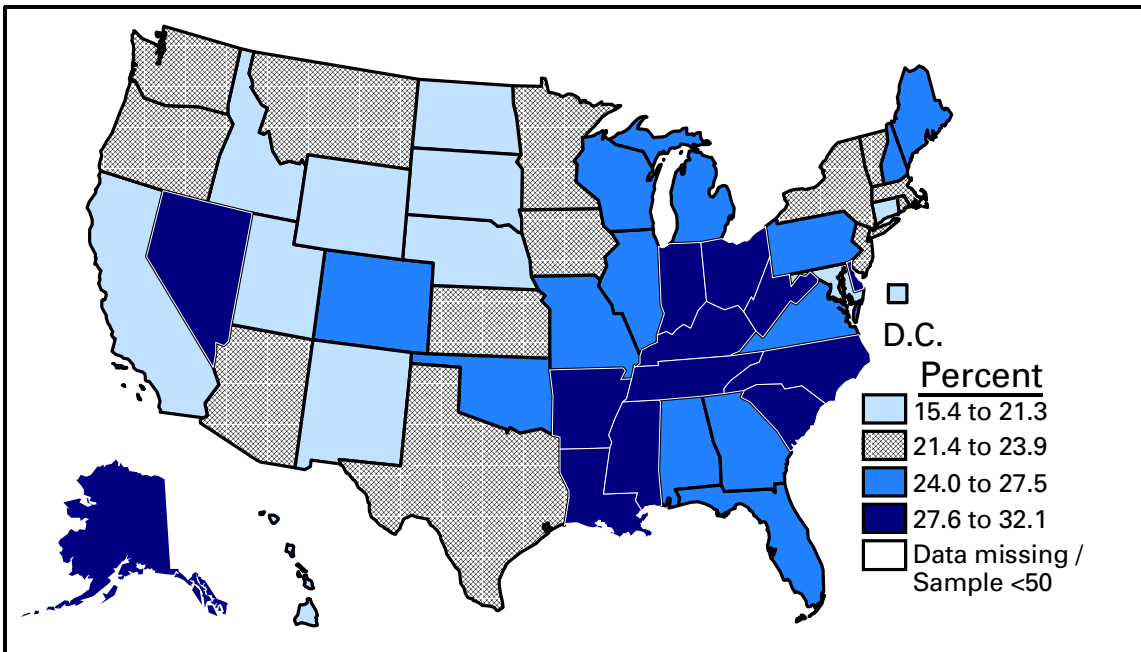 D.C.
Percent
15.4 to 21.3
21.4 to 23.9
24.0 to 27.5
27.6 to 32.1
Data missing /
Sample <50